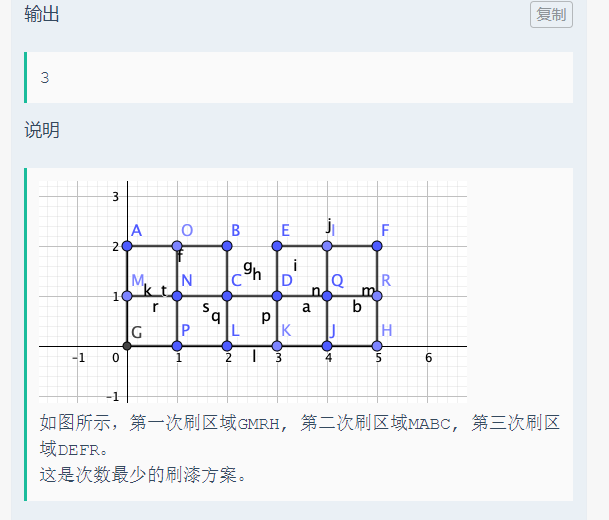 输出
复制
3
说明
3
A O B E j I F
2
f
g h i
M N C D Q R
k t n m
1
r s q p a b
G P L K J H
-1 0 1 2 l 3 4 5 6
-1
如图所示，第一次刷区域GMRH, 第二次刷区域MABC, 第三次刷区
域DEFR。
这是次数最少的刷漆方案。